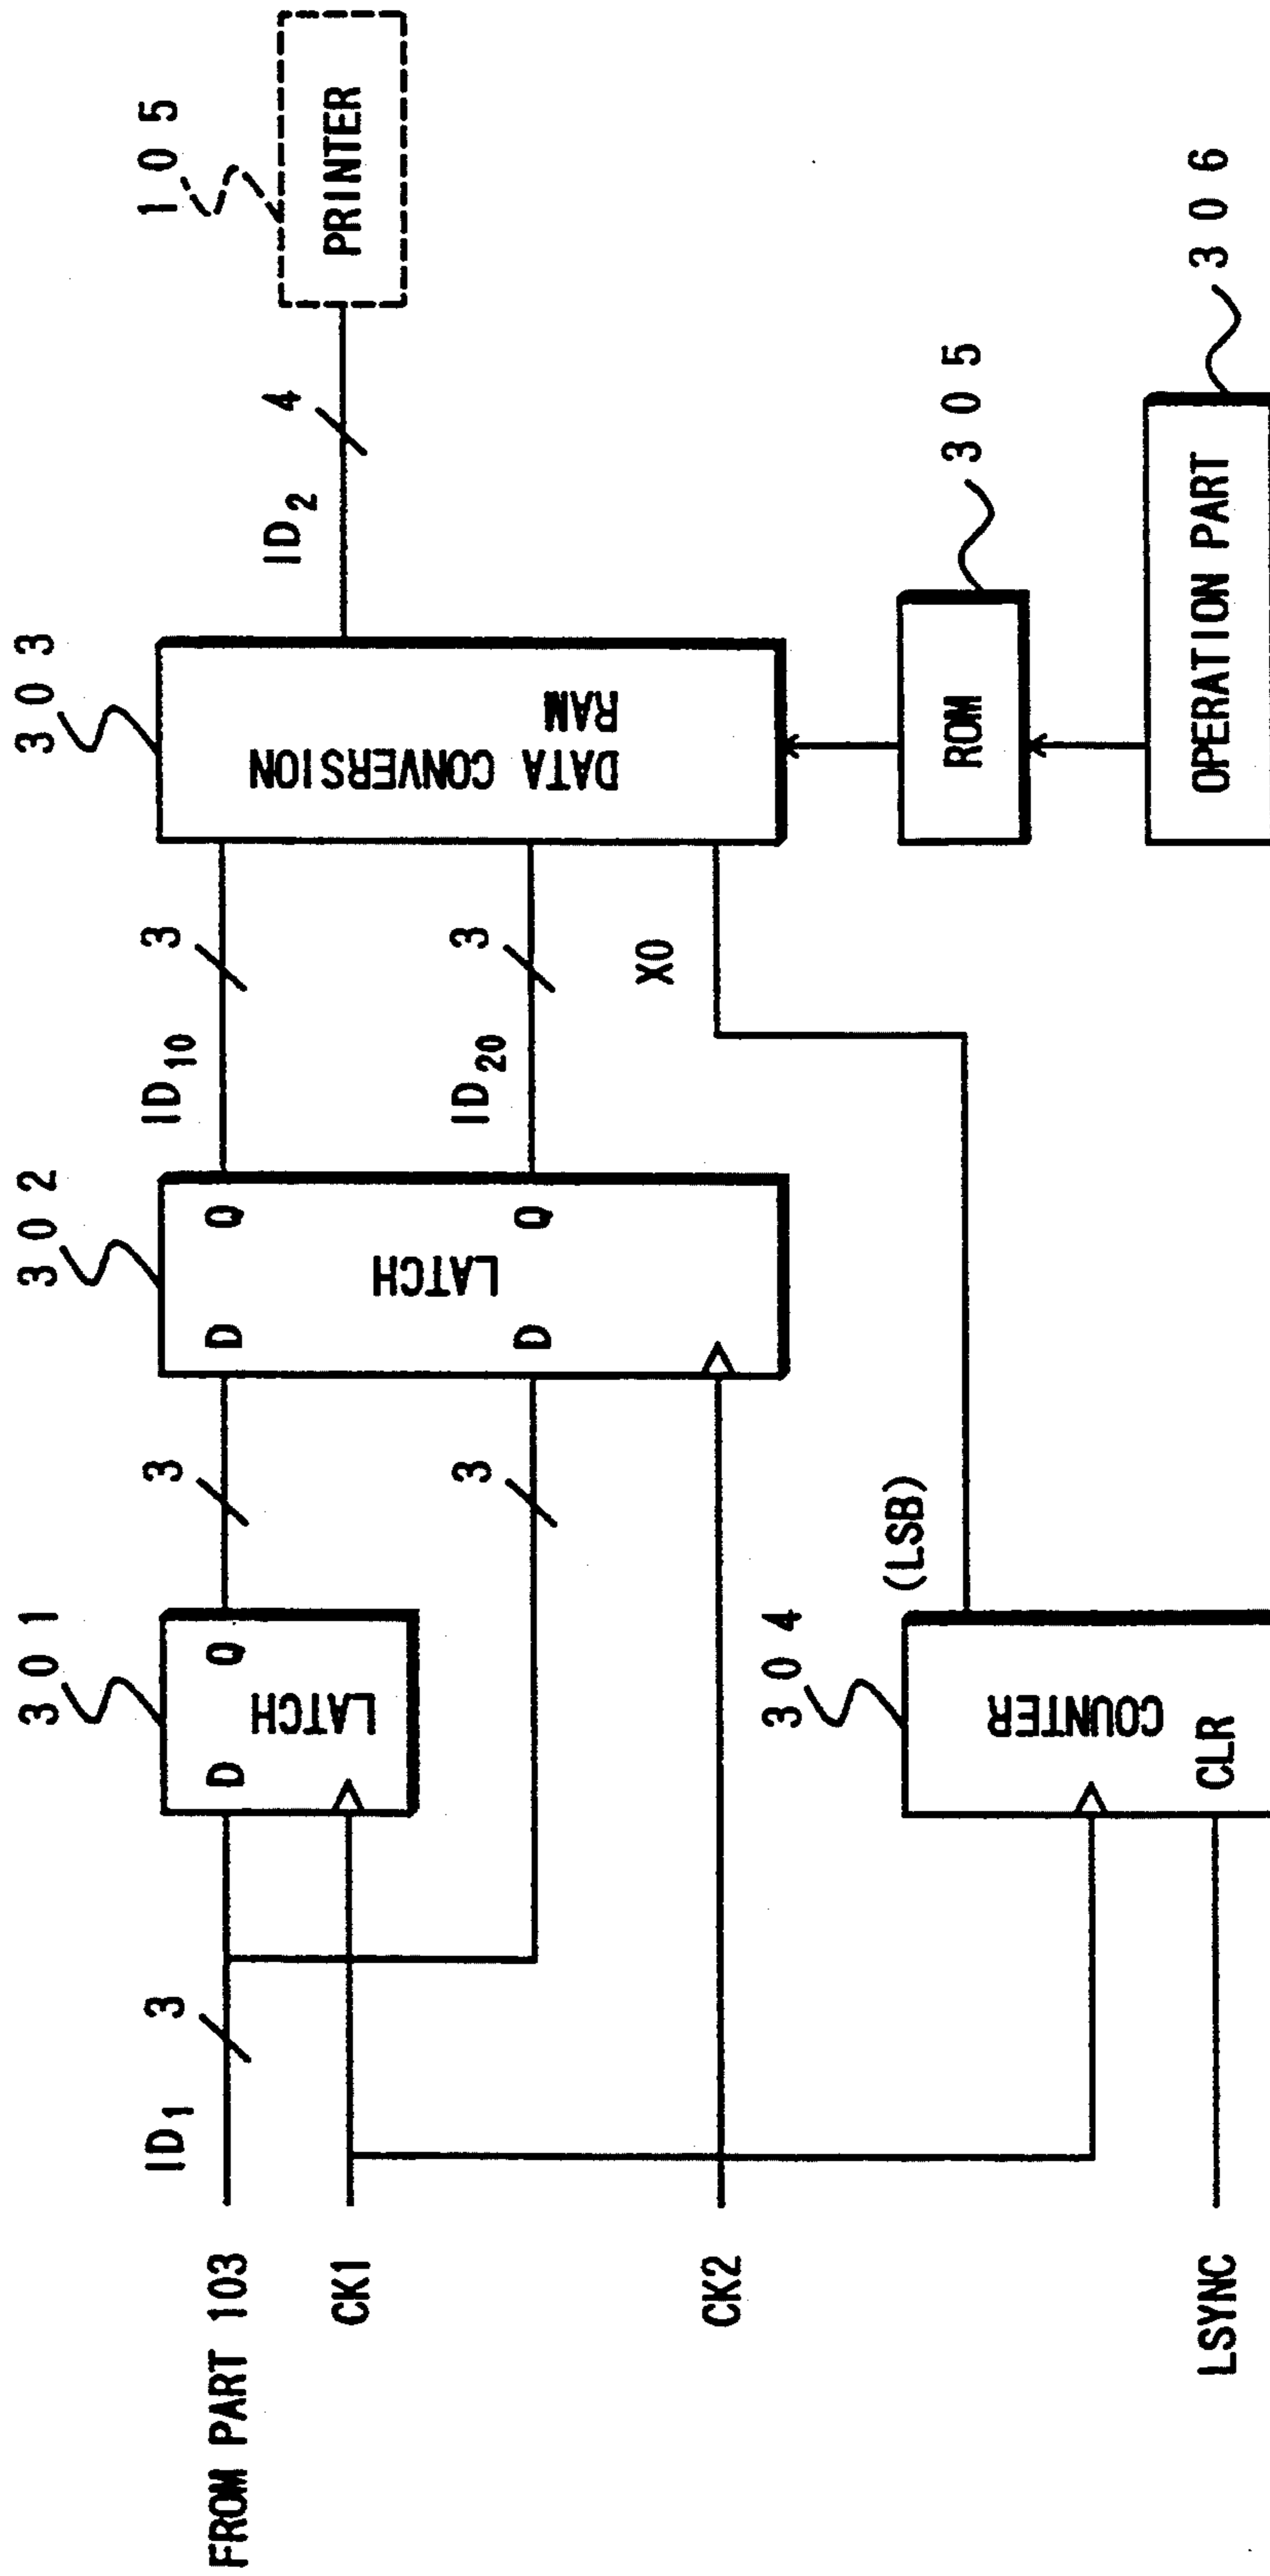 FROM PART 103
ID1
3
CK1
CK2
LSYNC
301
D Q
LATCH
3
3
304
COUNTER
CLR
(LSB)
302
D Q
LATCH
D Q
ID10
3
ID20
3
X0
303
DATA CONVERSION
RAM
ID2
4
105
PRINTER
305
ROM
306
OPERATION PART